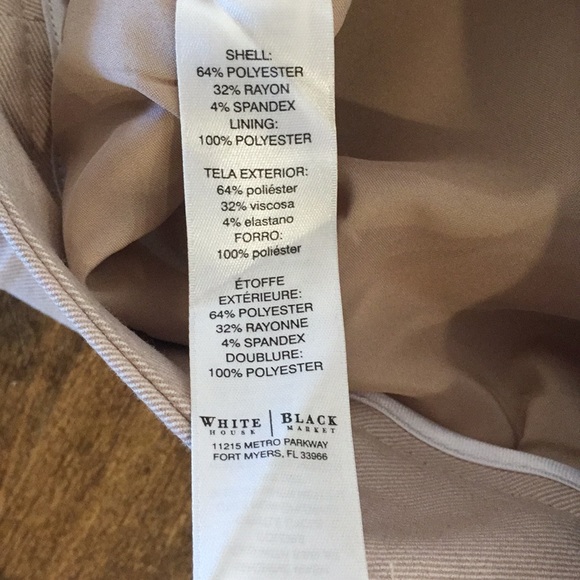 SHELL:
64% POLYESTER
32% RAYON
4% SPANDEX
LINING:
100% POLYESTER
TELA EXTERIOR:
64% poliéster
32% viscosa
4% elastano
FORRO:
100% poliéster
ÉTOFFE
EXTÉRIEURE:
64% POLYESTER
32% RAYONNE
4% SPANDEX
DOUBLURE:
100% POLYESTER
WHITE | BLACK
HOUSE MARKET
11215 METRO PARKWAY
FORT MYERS, FL 33966